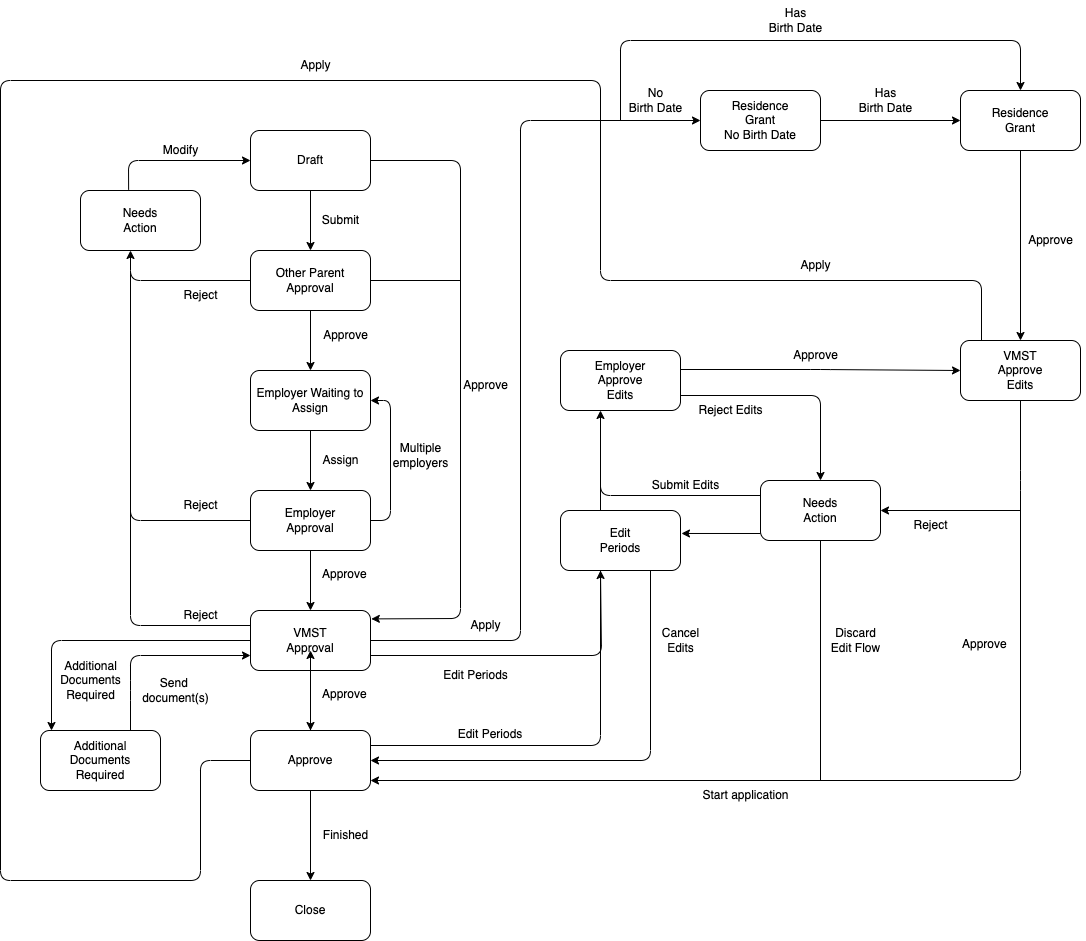 Has
Birth Date
Apply
No
Birth Date
Residence
Grant
No Birth Date
Has
Birth Date
Residence
Grant
Modify
Draft
Needs
Action
Submit
Approve
Other Parent
Approval
Reject
Apply
Approve
Employer Waiting to
Assign
Approve
Multiple
employers
Assign
Employer
Approve
Edits
Approve
VMST
Approve
Edits
Reject Edits
Reject
Employer
Approval
Submit Edits
Needs
Action
Reject
Edit
Periods
Approve
Reject
VMST
Approval
Apply
Cancel
Edits
Discard
Edit Flow
Approve
Additional
Documents
Required
Send
document(s)
Edit Periods
Approve
Additional
Documents
Required
Approve
Edit Periods
Start application
Finished
Close